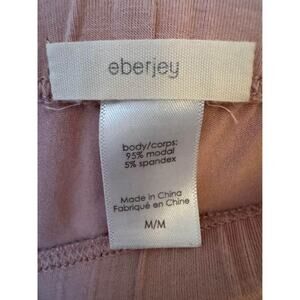 eberjey
body/corps:
95% modal
5% spandex
Made in China
Fabriqué en Chine
M/M